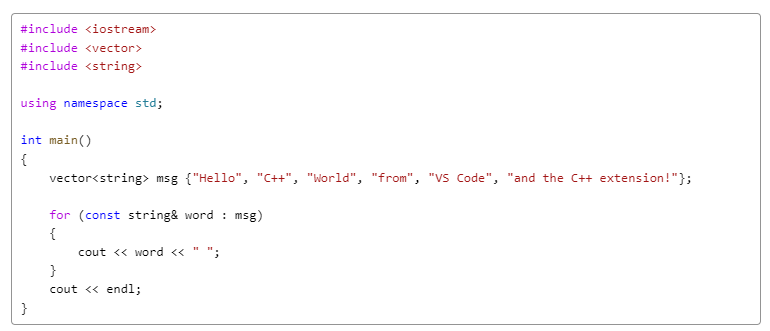 #include <iostream>
#include <vector>
#include <string>

using namespace std;

int main()
{
    vector<string> msg {"Hello", "C++", "World", "from", "VS Code", "and the C++ extension!"};

    for (const string& word : msg)
    {
        cout << word << " ";
    }
    cout << endl;
}